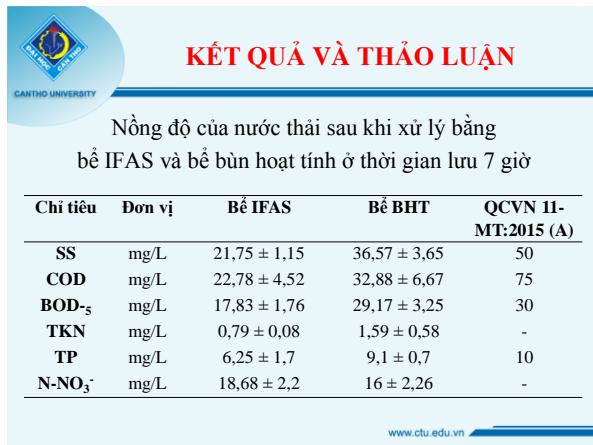 ĐẠI HỌC CẦN THƠ
CANTHO UNIVERSITY
KẾT QUẢ VÀ THẢO LUẬN
Nồng độ của nước thải sau khi xử lý bằng
bể IFAS và bể bùn hoạt tính ở thời gian lưu 7 giờ
Chỉ tiêu Đơn vị Bể IFAS Bể BHT QCVN 11-
MT:2015 (A)
SS mg/L 21,75 ± 1,15 36,57 ± 3,65 50
COD mg/L 22,78 ± 4,52 32,88 ± 6,67 75
BOD-₅ mg/L 17,83 ± 1,76 29,17 ± 3,25 30
TKN mg/L 0,79 ± 0,08 1,59 ± 0,58 -
TP mg/L 6,25 ± 1,7 9,1 ± 0,7 10
N-NO₃⁻ mg/L 18,68 ± 2,2 16 ± 2,26 -
www.ctu.edu.vn